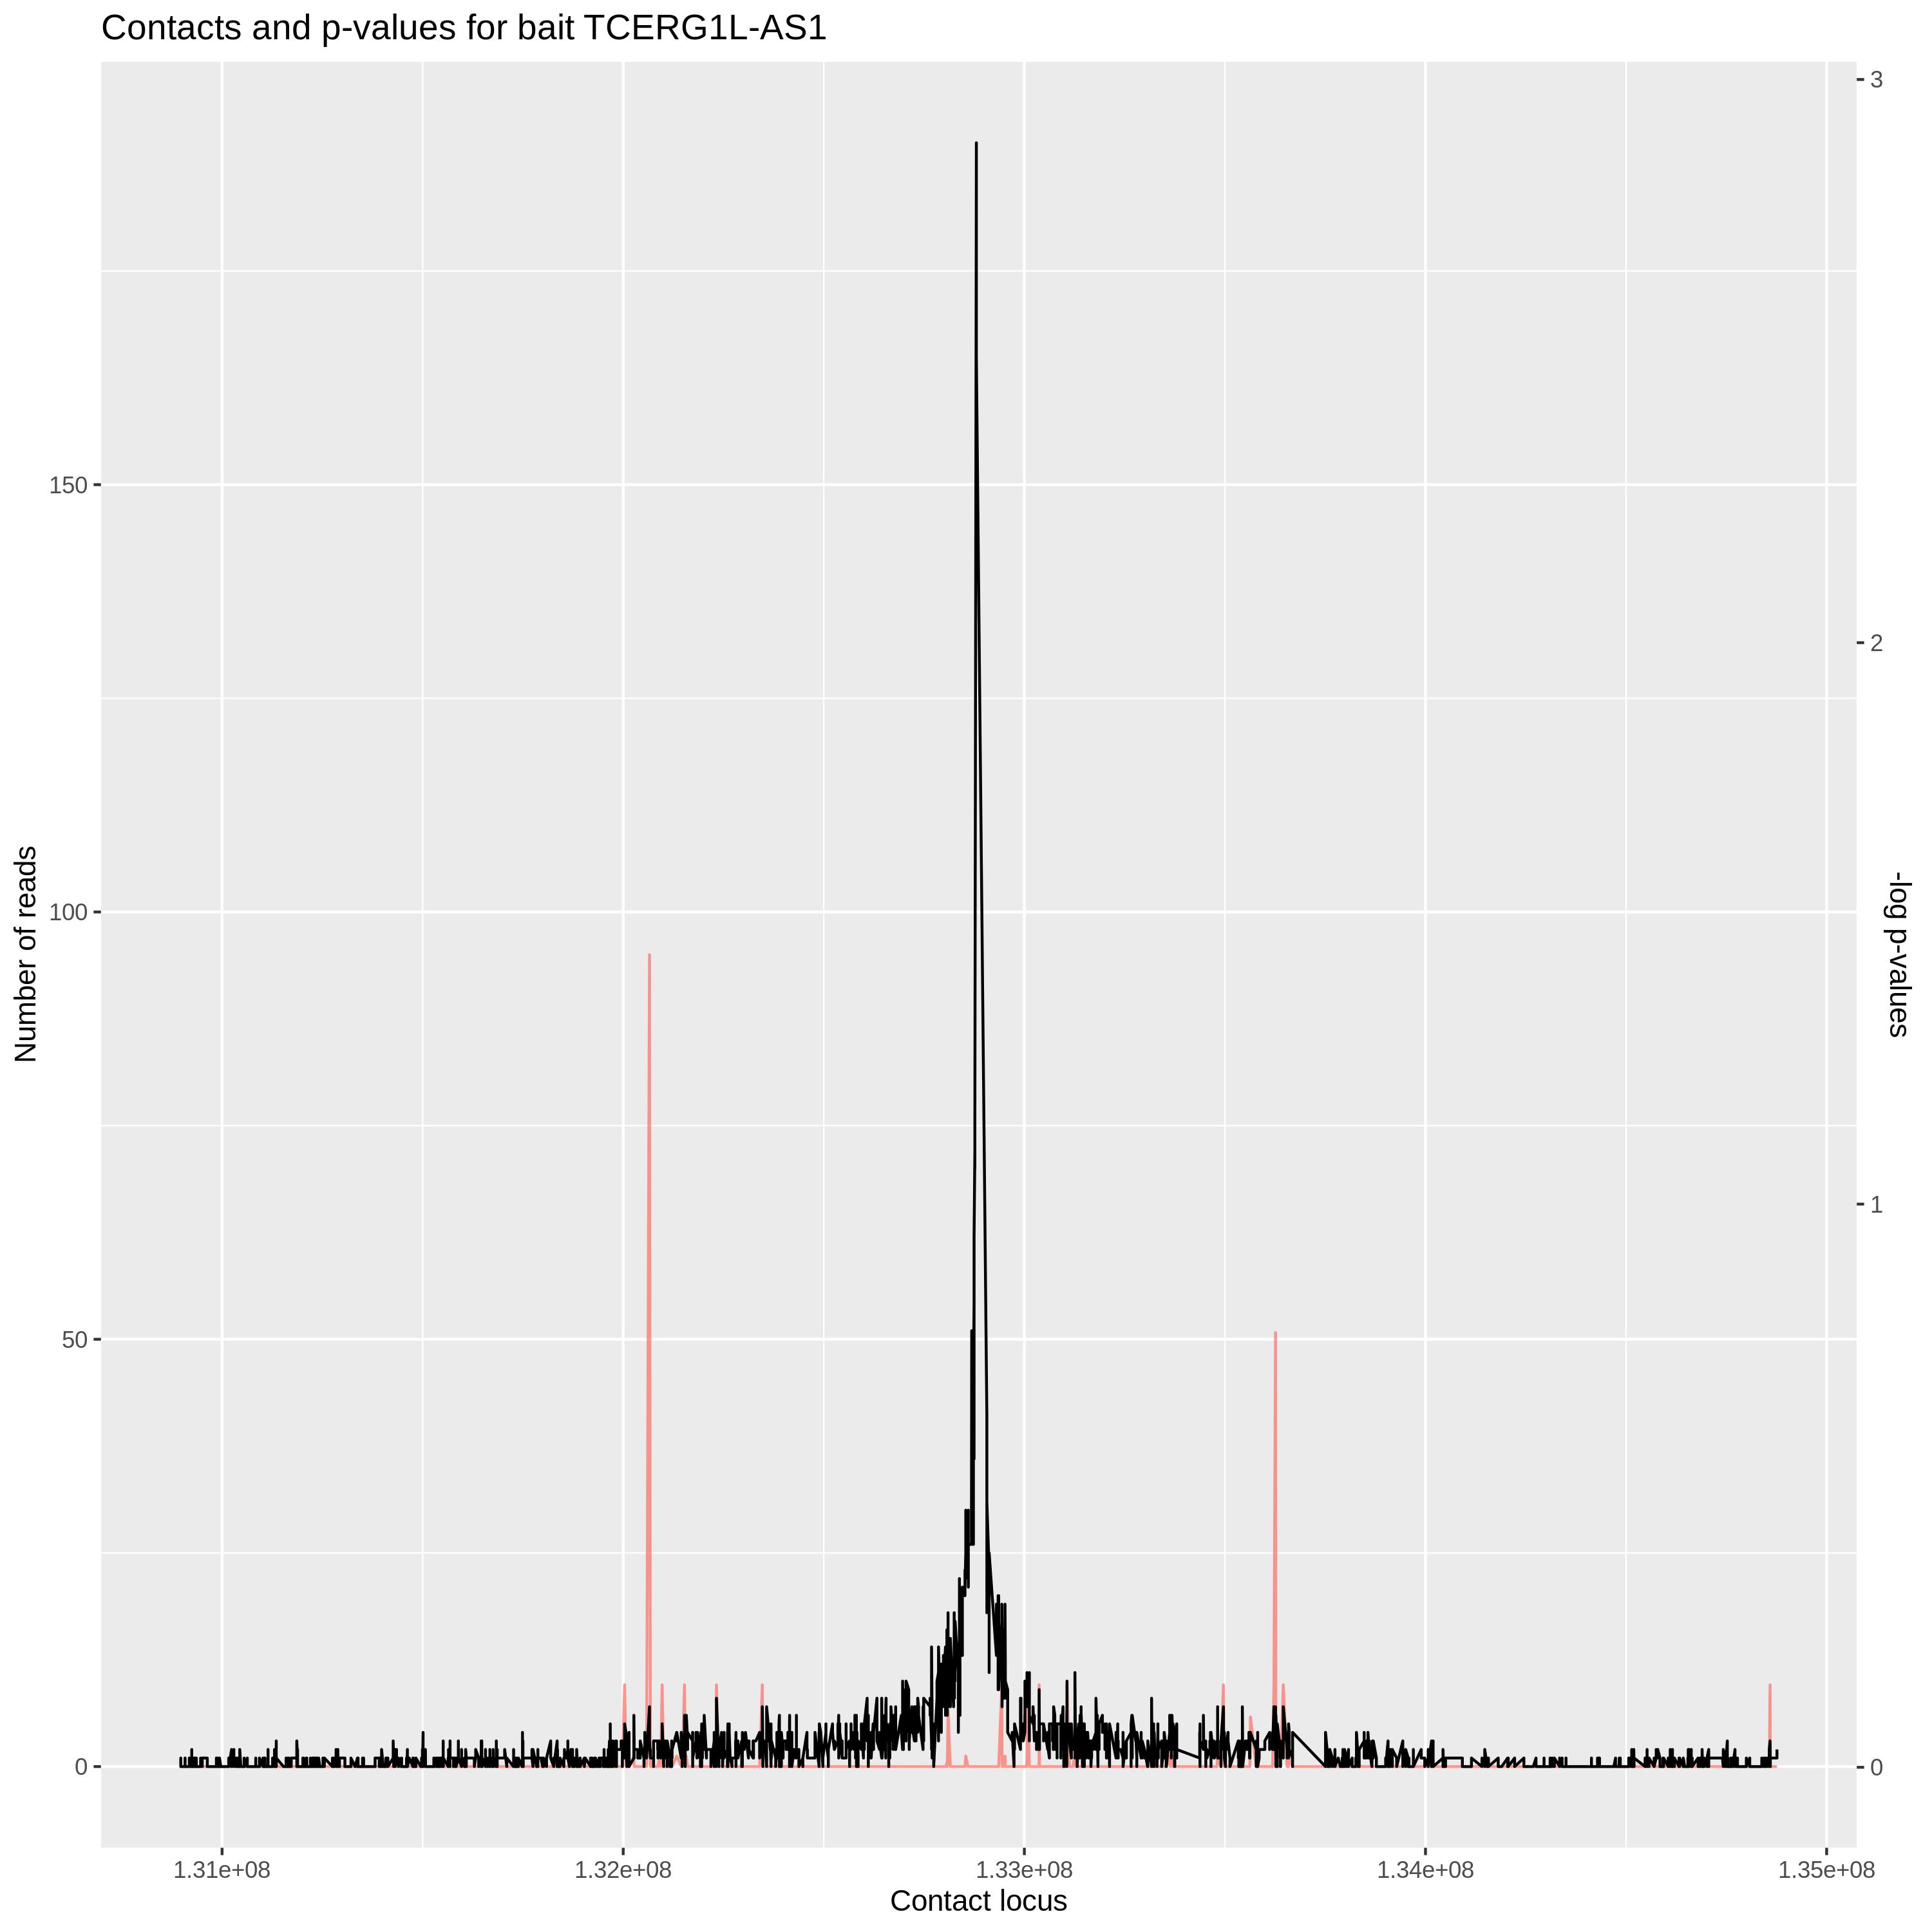 Contacts and p-values for bait TCERG1L-AS1
3
150
2
Number of reads
100
-log p-values
1
50
0
0
1.31e+08
1.32e+08
1.33e+08
1.34e+08
1.35e+08
Contact locus